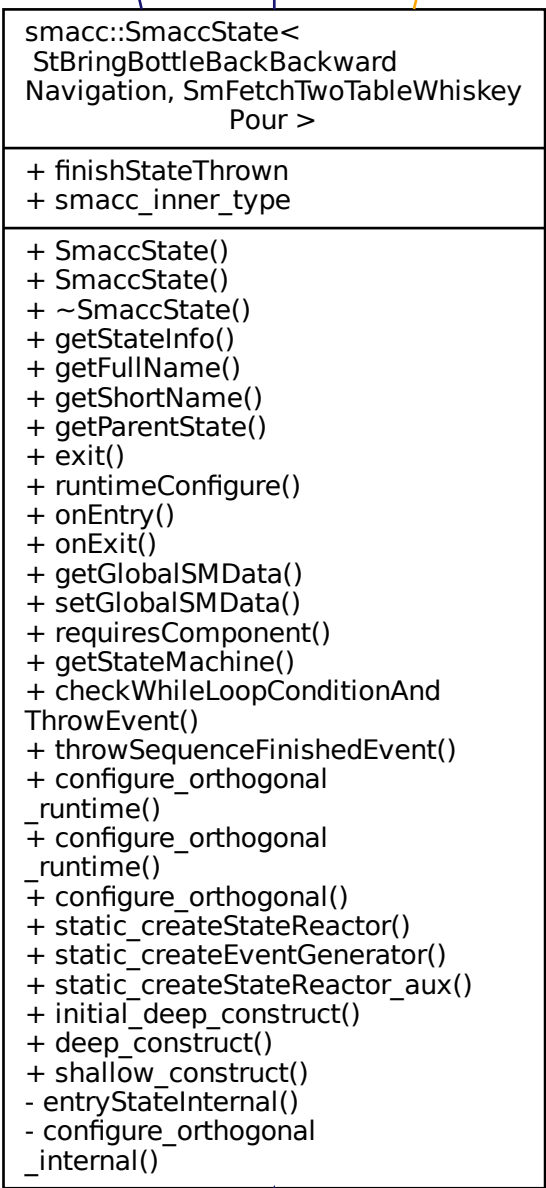 smacc::SmaccState<
StBringBottleBackBackward
Navigation, SmFetchTwoTableWhiskey
Pour >
+ finishStateThrown
+ smacc_inner_type
+ SmaccState()
+ SmaccState()
+ ~SmaccState()
+ getStateInfo()
+ getFullName()
+ getShortName()
+ getParentState()
+ exit()
+ runtimeConfigure()
+ onEntry()
+ onExit()
+ getGlobalSMData()
+ setGlobalSMData()
+ requiresComponent()
+ getStateMachine()
+ checkWhileLoopConditionAnd
ThrowEvent()
+ throwSequenceFinishedEvent()
+ configure_orthogonal
_runtime()
+ configure_orthogonal
_runtime()
+ configure_orthogonal()
+ static_createStateReactor()
+ static_createEventGenerator()
+ static_createStateReactor_aux()
+ initial_deep_construct()
+ deep_construct()
+ shallow_construct()
- entryStateInternal()
- configure_orthogonal
_internal()